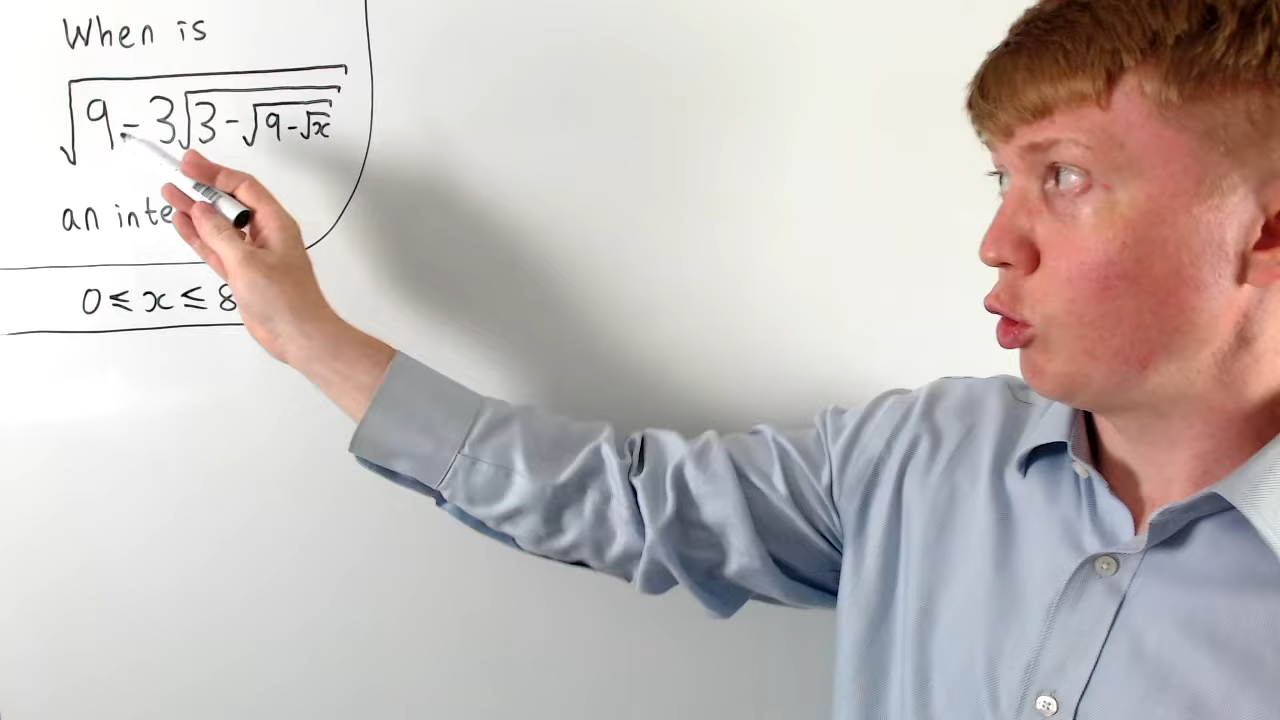 When is
√(9 - 3√(3 - √(9 - √x)))
an inte
0 ≤ x ≤ 8